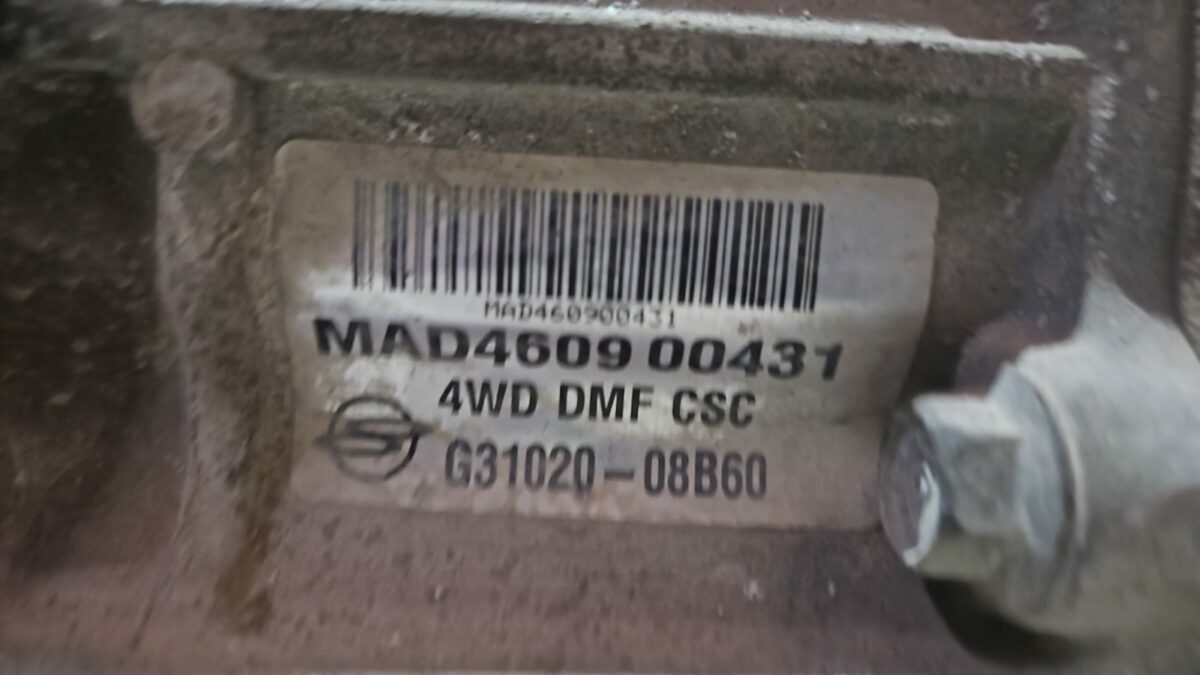 MAD460900431
MAD4609 00431
4WD DMF CSC
G31020-08B60